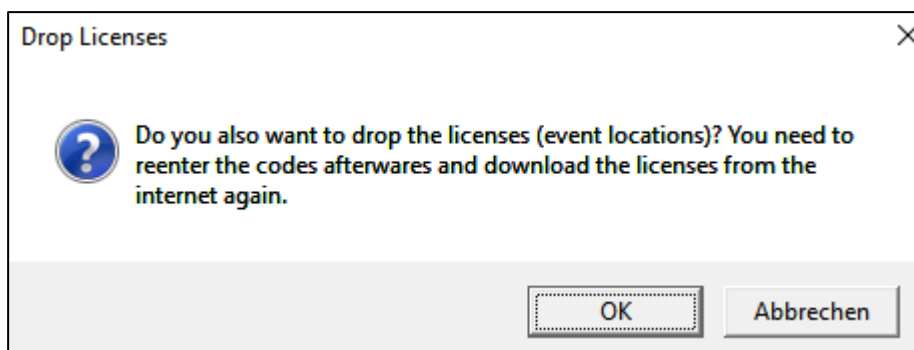 Drop Licenses
Do you also want to drop the licenses (event locations)? You need to
reenter the codes afterwares and download the licenses from the
internet again.
OK
Abbrechen